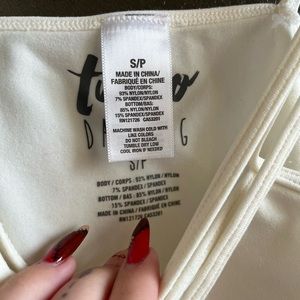 S/P
MADE IN CHINA/
FABRIQUÉ EN CHINE
BODY/CORPS:
93% NYLON/NYLON
7% SPANDEX/SPANDEX
BOTTOM/BAS:
85% NYLON/NYLON
15% SPANDEX/SPANDEX
RN121726 CA53201
MACHINE WASH COLD WITH
LIKE COLORS
DO NOT BLEACH
TUMBLE DRY LOW
COOL IRON IF NEEDED
S/P
BODY / CORPS : 93% NYLON / NYLON
7% SPANDEX / SPANDEX
BOTTOM / BAS : 85% NYLON / NYLON
15% SPANDEX / SPANDEX
MADE IN CHINA / FABRIQUÉ EN CHINE
RN121726 CA53201